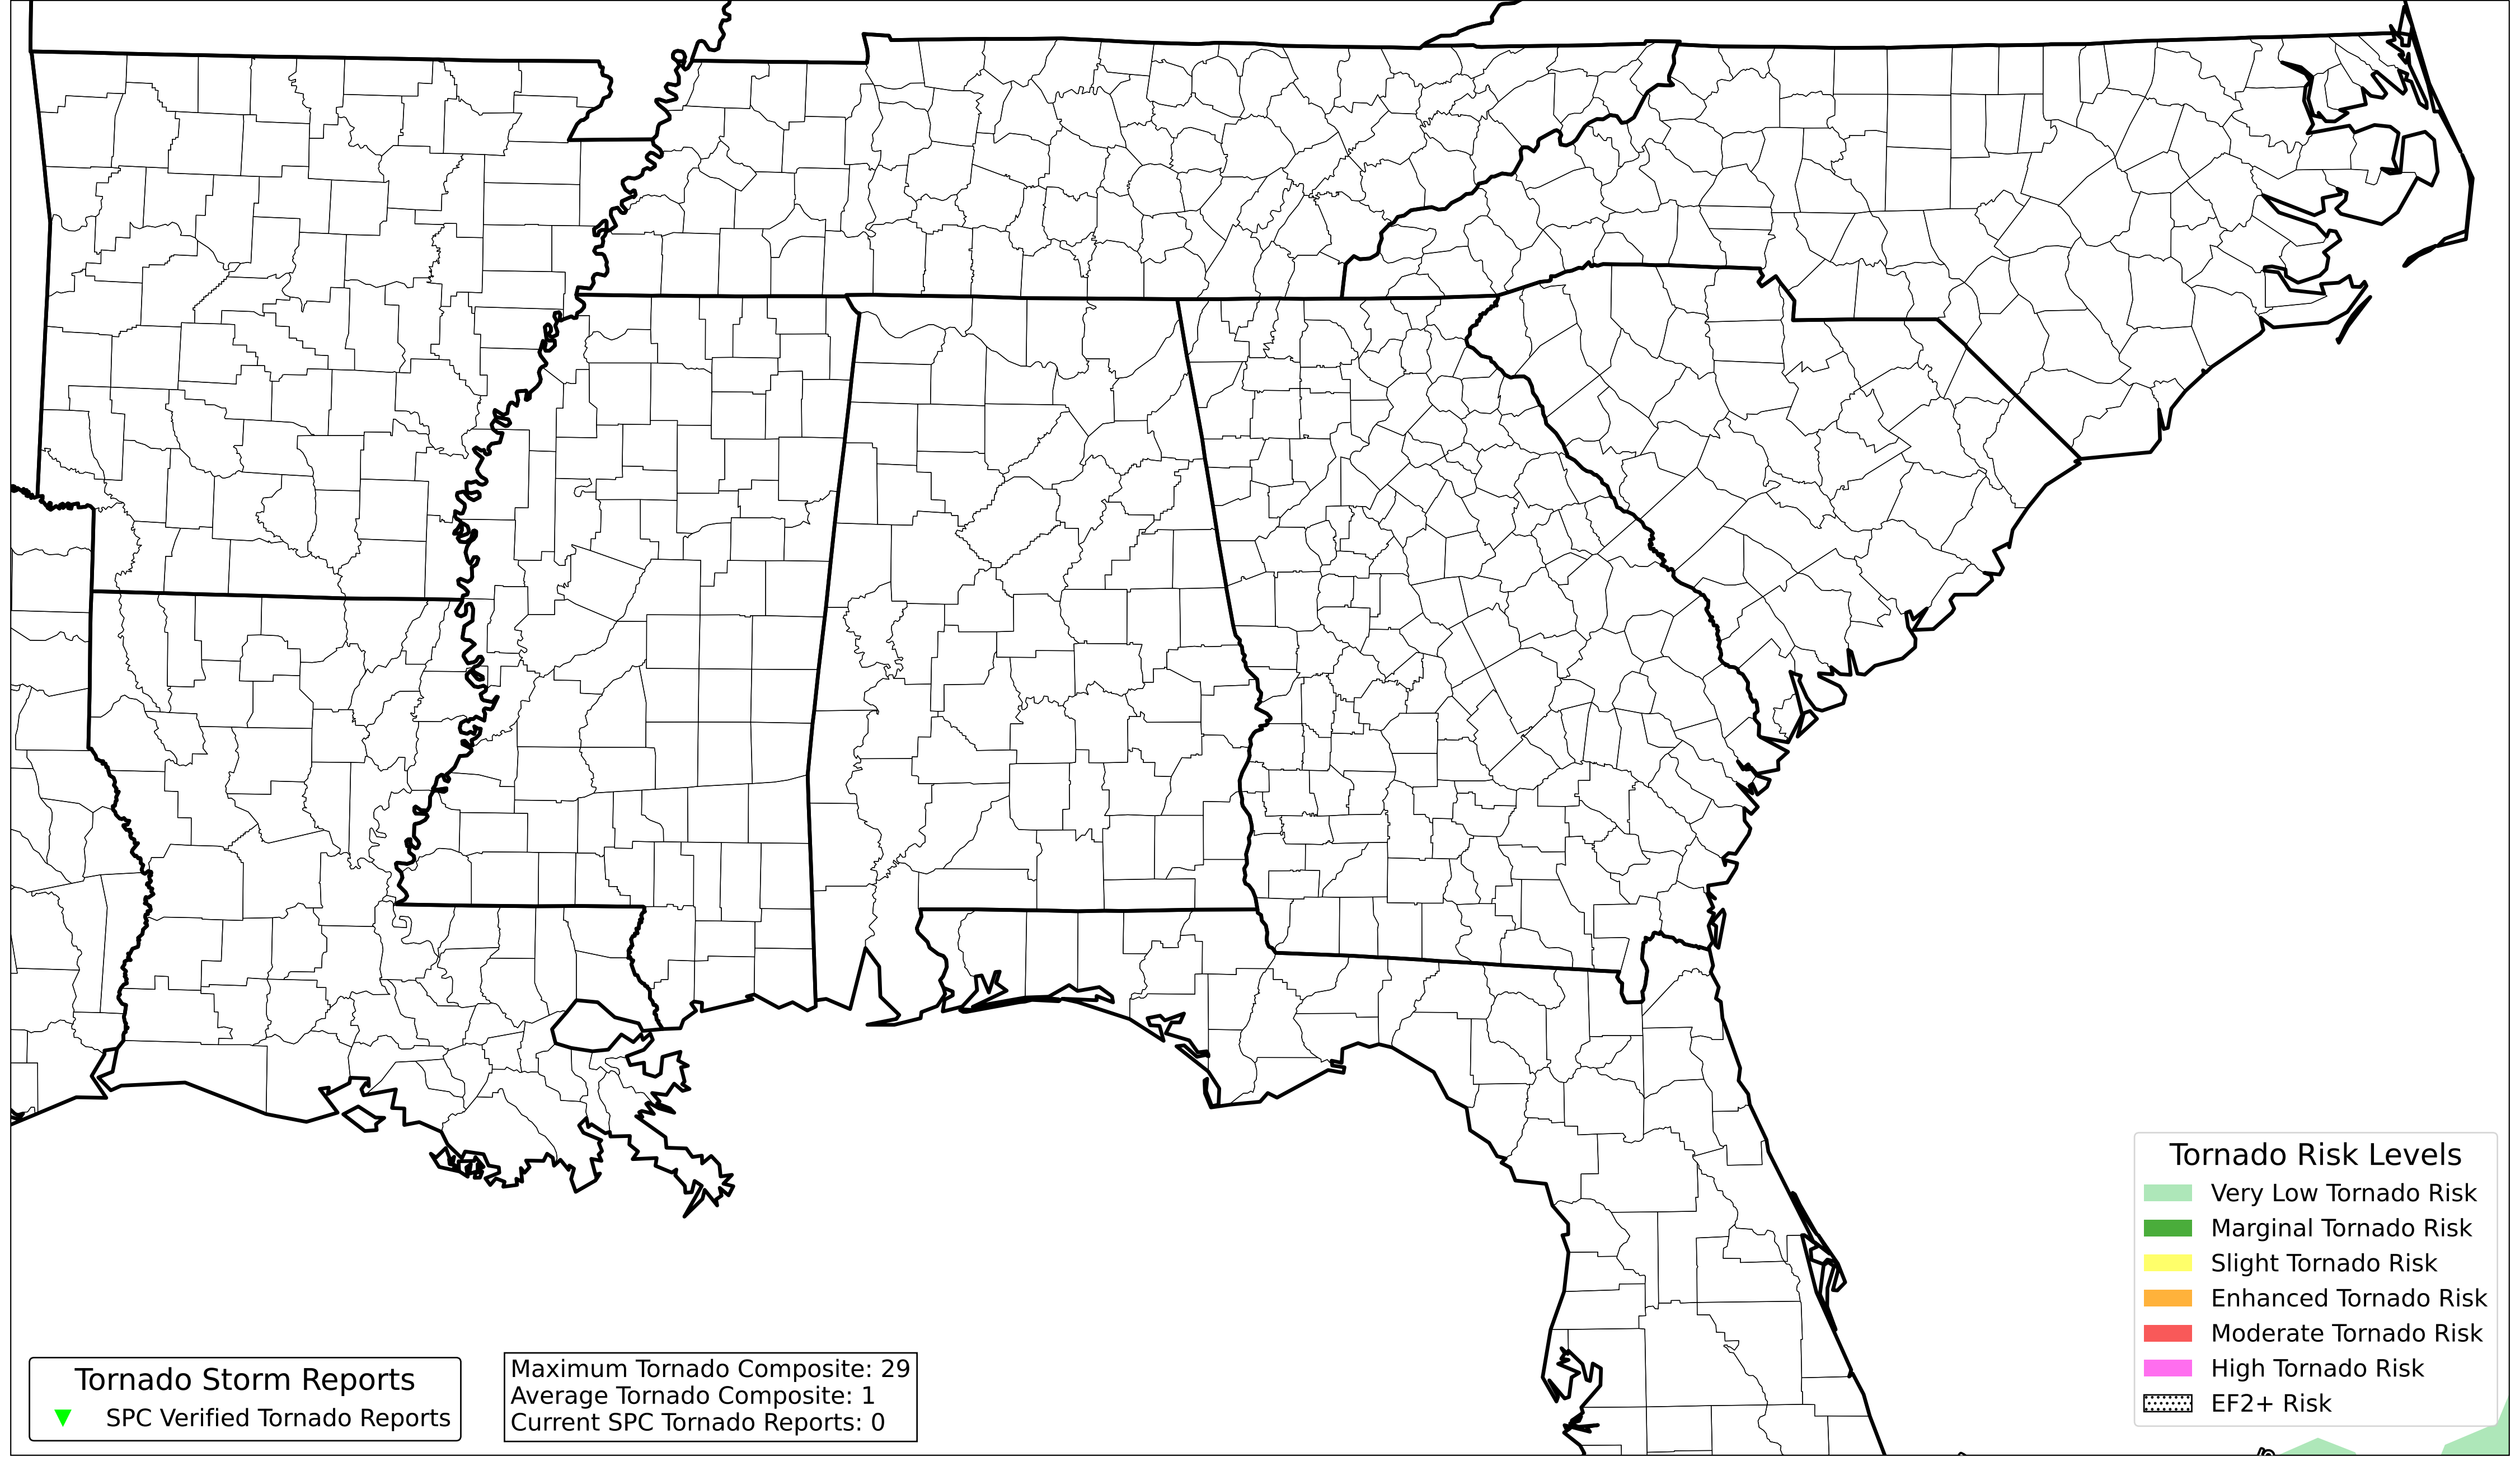 Tornado Risk Levels
Very Low Tornado Risk
Marginal Tornado Risk
Slight Tornado Risk
Enhanced Tornado Risk
Moderate Tornado Risk
High Tornado Risk
EF2+ Risk
Tornado Storm Reports
SPC Verified Tornado Reports
Maximum Tornado Composite: 29
Average Tornado Composite: 1
Current SPC Tornado Reports: 0